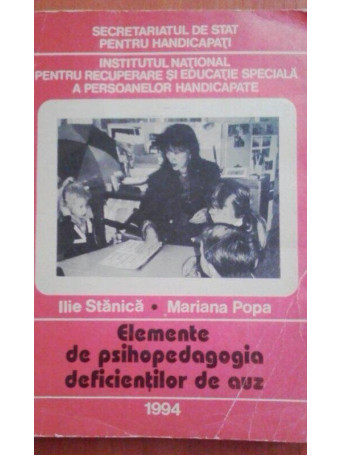 SECRETARIATUL DE STAT
PENTRU HANDICAPAȚI
INSTITUTUL NAȚIONAL
PENTRU RECUPERARE ȘI EDUCAȚIE SPECIALĂ
A PERSOANELOR HANDICAPATE
Ilie Stănică • Mariana Popa
Elemente
de psihopedagogia
deficienților de auz
1994